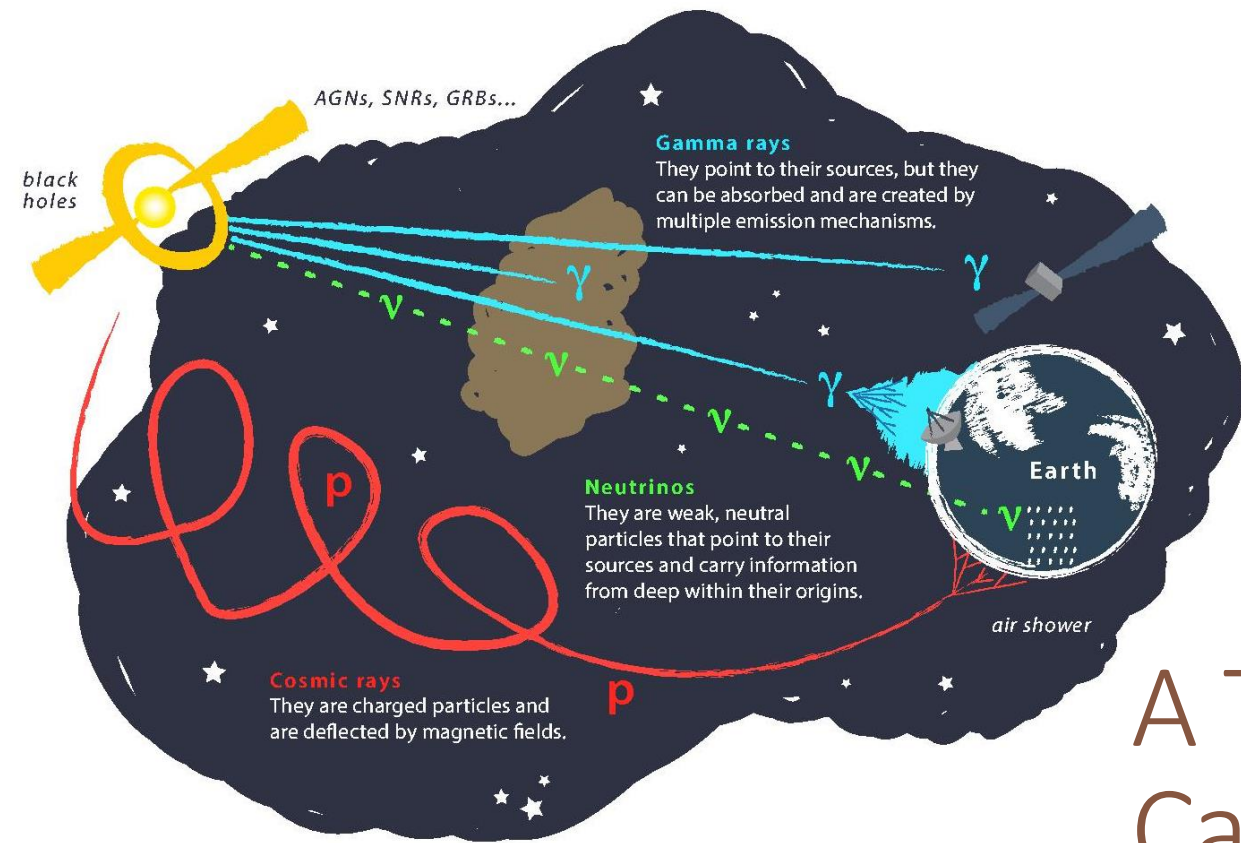 AGNs, SNRs, GRBs...
black
holes
Gamma rays
They point to their sources, but they
can be absorbed and are created by
multiple emission mechanisms.
γ
γ
ν
ν
γ
ν
ν
Earth
p
Neutrinos
They are weak, neutral
particles that point to their
sources and carry information
from deep within their origins.
ν
air shower
Cosmic rays
They are charged particles and
are deflected by magnetic fields.
p
A
Ca